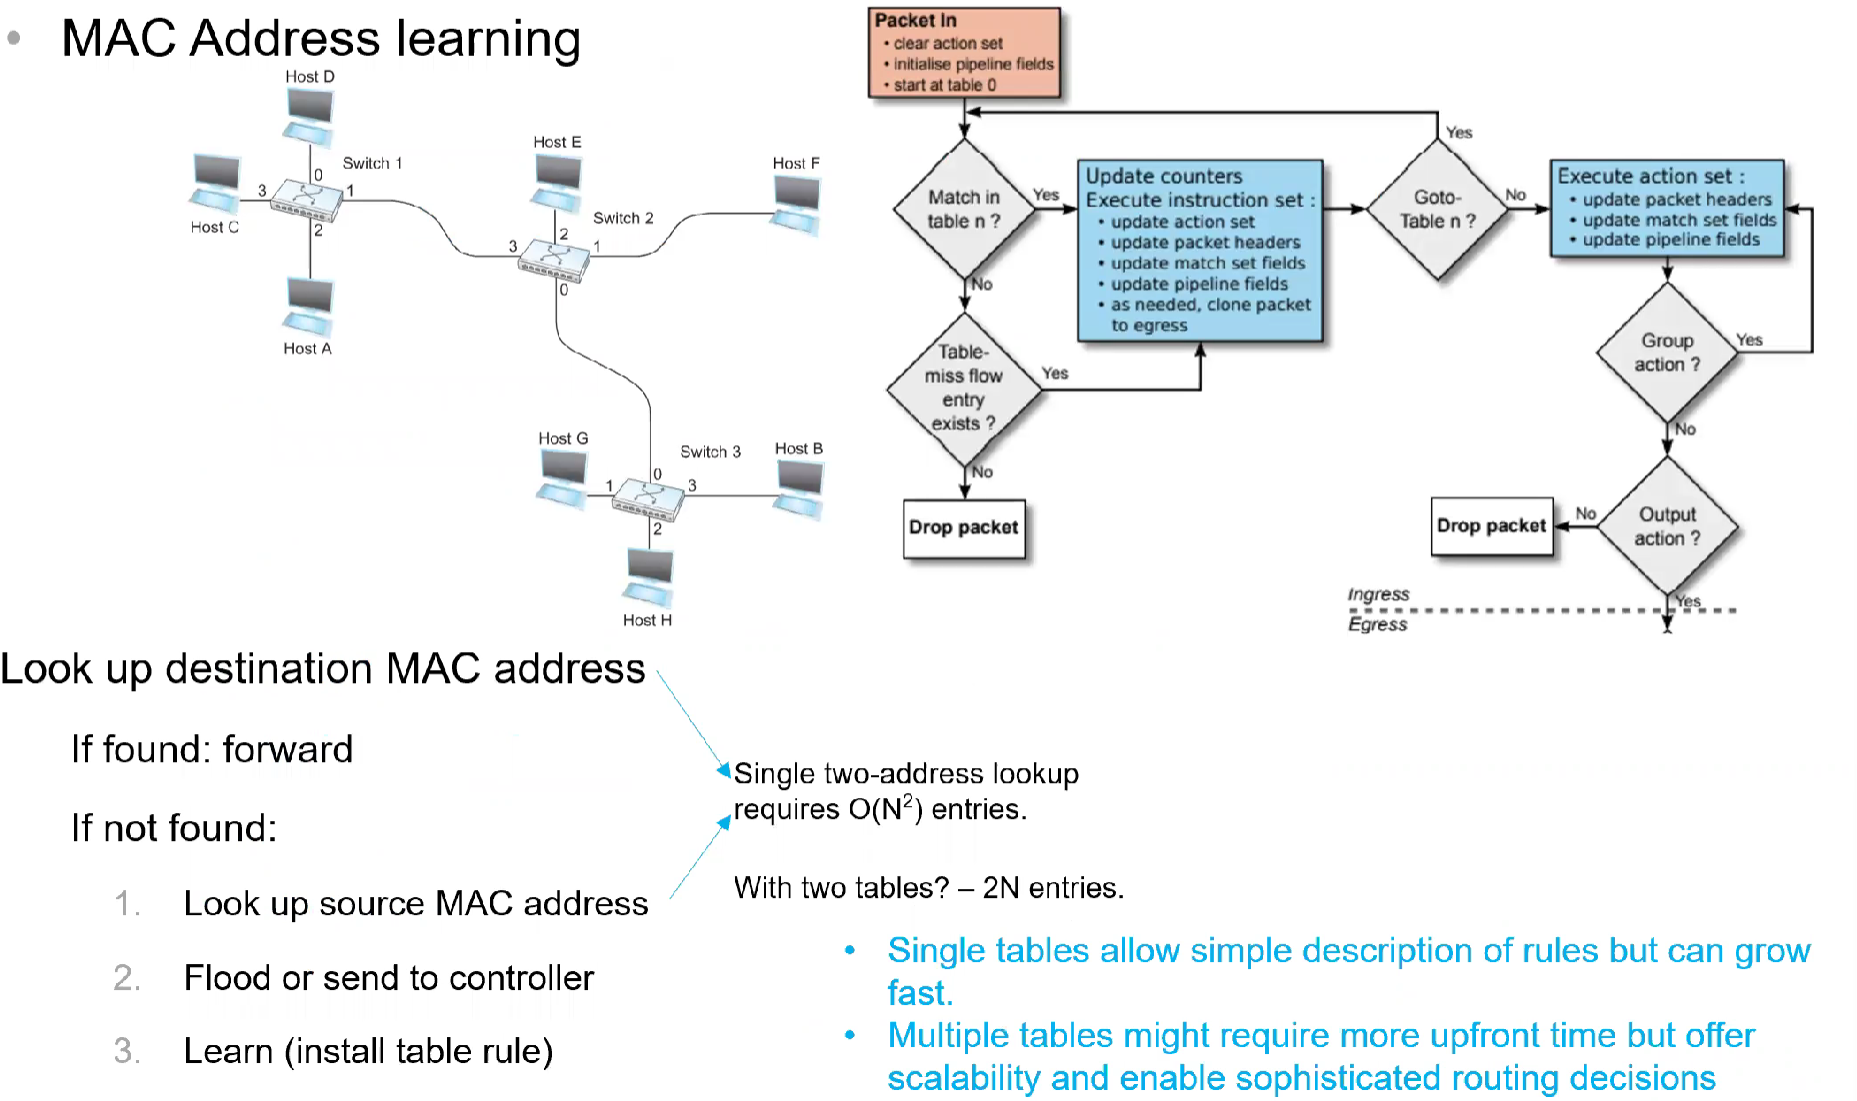 • MAC Address learning
Host D
Switch 1
0
3
1
Host C
2
Host A
Host E
Host F
Switch 2
2
3
1
0
Host G
Switch 3
Host B
0
1
3
2
Host H
Packet In
• clear action set
• initialise pipeline fields
• start at table 0
Match in
table n ?
Yes
No
Update counters
Execute instruction set :
• update action set
• update packet headers
• update match set fields
• update pipeline fields
• as needed, clone packet
to egress
Goto-
Table n ?
Yes
No
Execute action set :
• update packet headers
• update match set fields
• update pipeline fields
Table-
miss flow
entry
exists ?
Yes
No
Drop packet
Group
action ?
Yes
No
Output
action ?
No
Drop packet
Yes
Ingress
Egress
Look up destination MAC address
If found: forward
If not found:
1. Look up source MAC address
2. Flood or send to controller
3. Learn (install table rule)
Single two-address lookup
requires O(N²) entries.
With two tables? – 2N entries.
• Single tables allow simple description of rules but can grow
fast.
• Multiple tables might require more upfront time but offer
scalability and enable sophisticated routing decisions